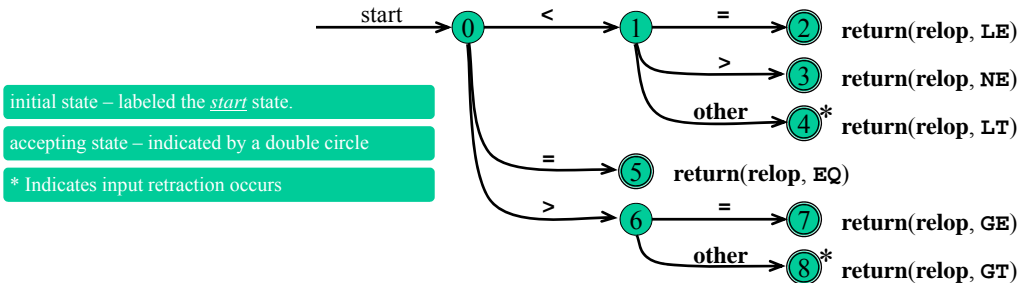 start
0
<
1
=
2
return(relop, LE)
>
3
return(relop, NE)
other
4
*
return(relop, LT)
initial state – labeled the start state.
accepting state – indicated by a double circle
* Indicates input retraction occurs
=
5
return(relop, EQ)
>
6
=
7
return(relop, GE)
other
8
*
return(relop, GT)